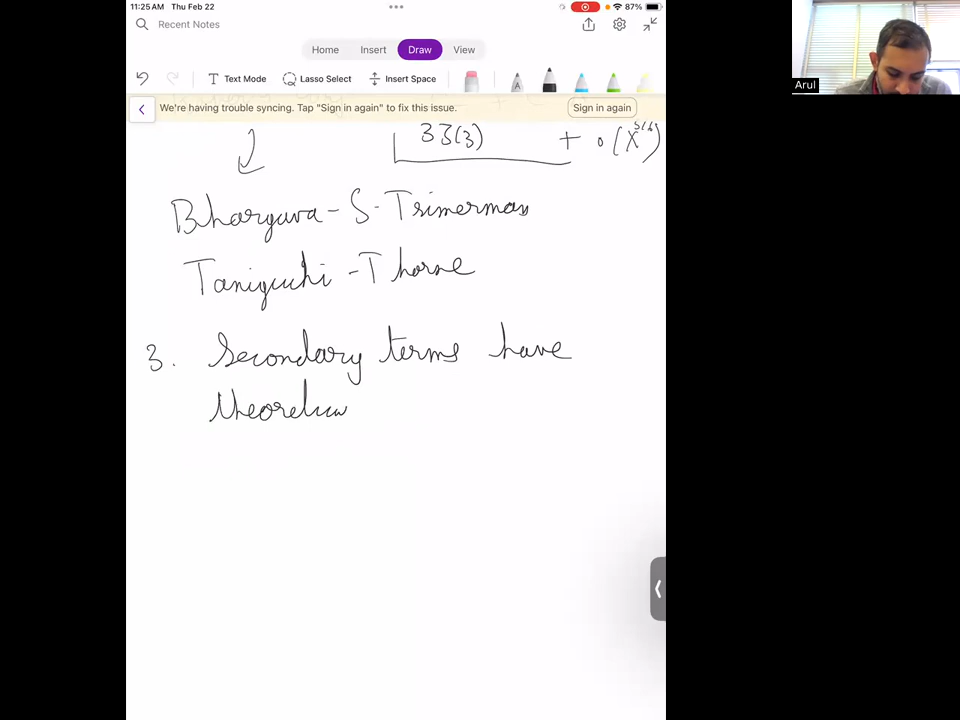 11:25 AM Thu Feb 22
87%
Recent Notes
Home Insert Draw View
Text Mode Lasso Select Insert Space
We're having trouble syncing. Tap "Sign in again" to fix this issue. Sign in again
Arul
3ζ(3) + o(X^{5/6})
Bhargava-S-Tsimerman
Taniguchi-Thorne
3. Secondary terms have